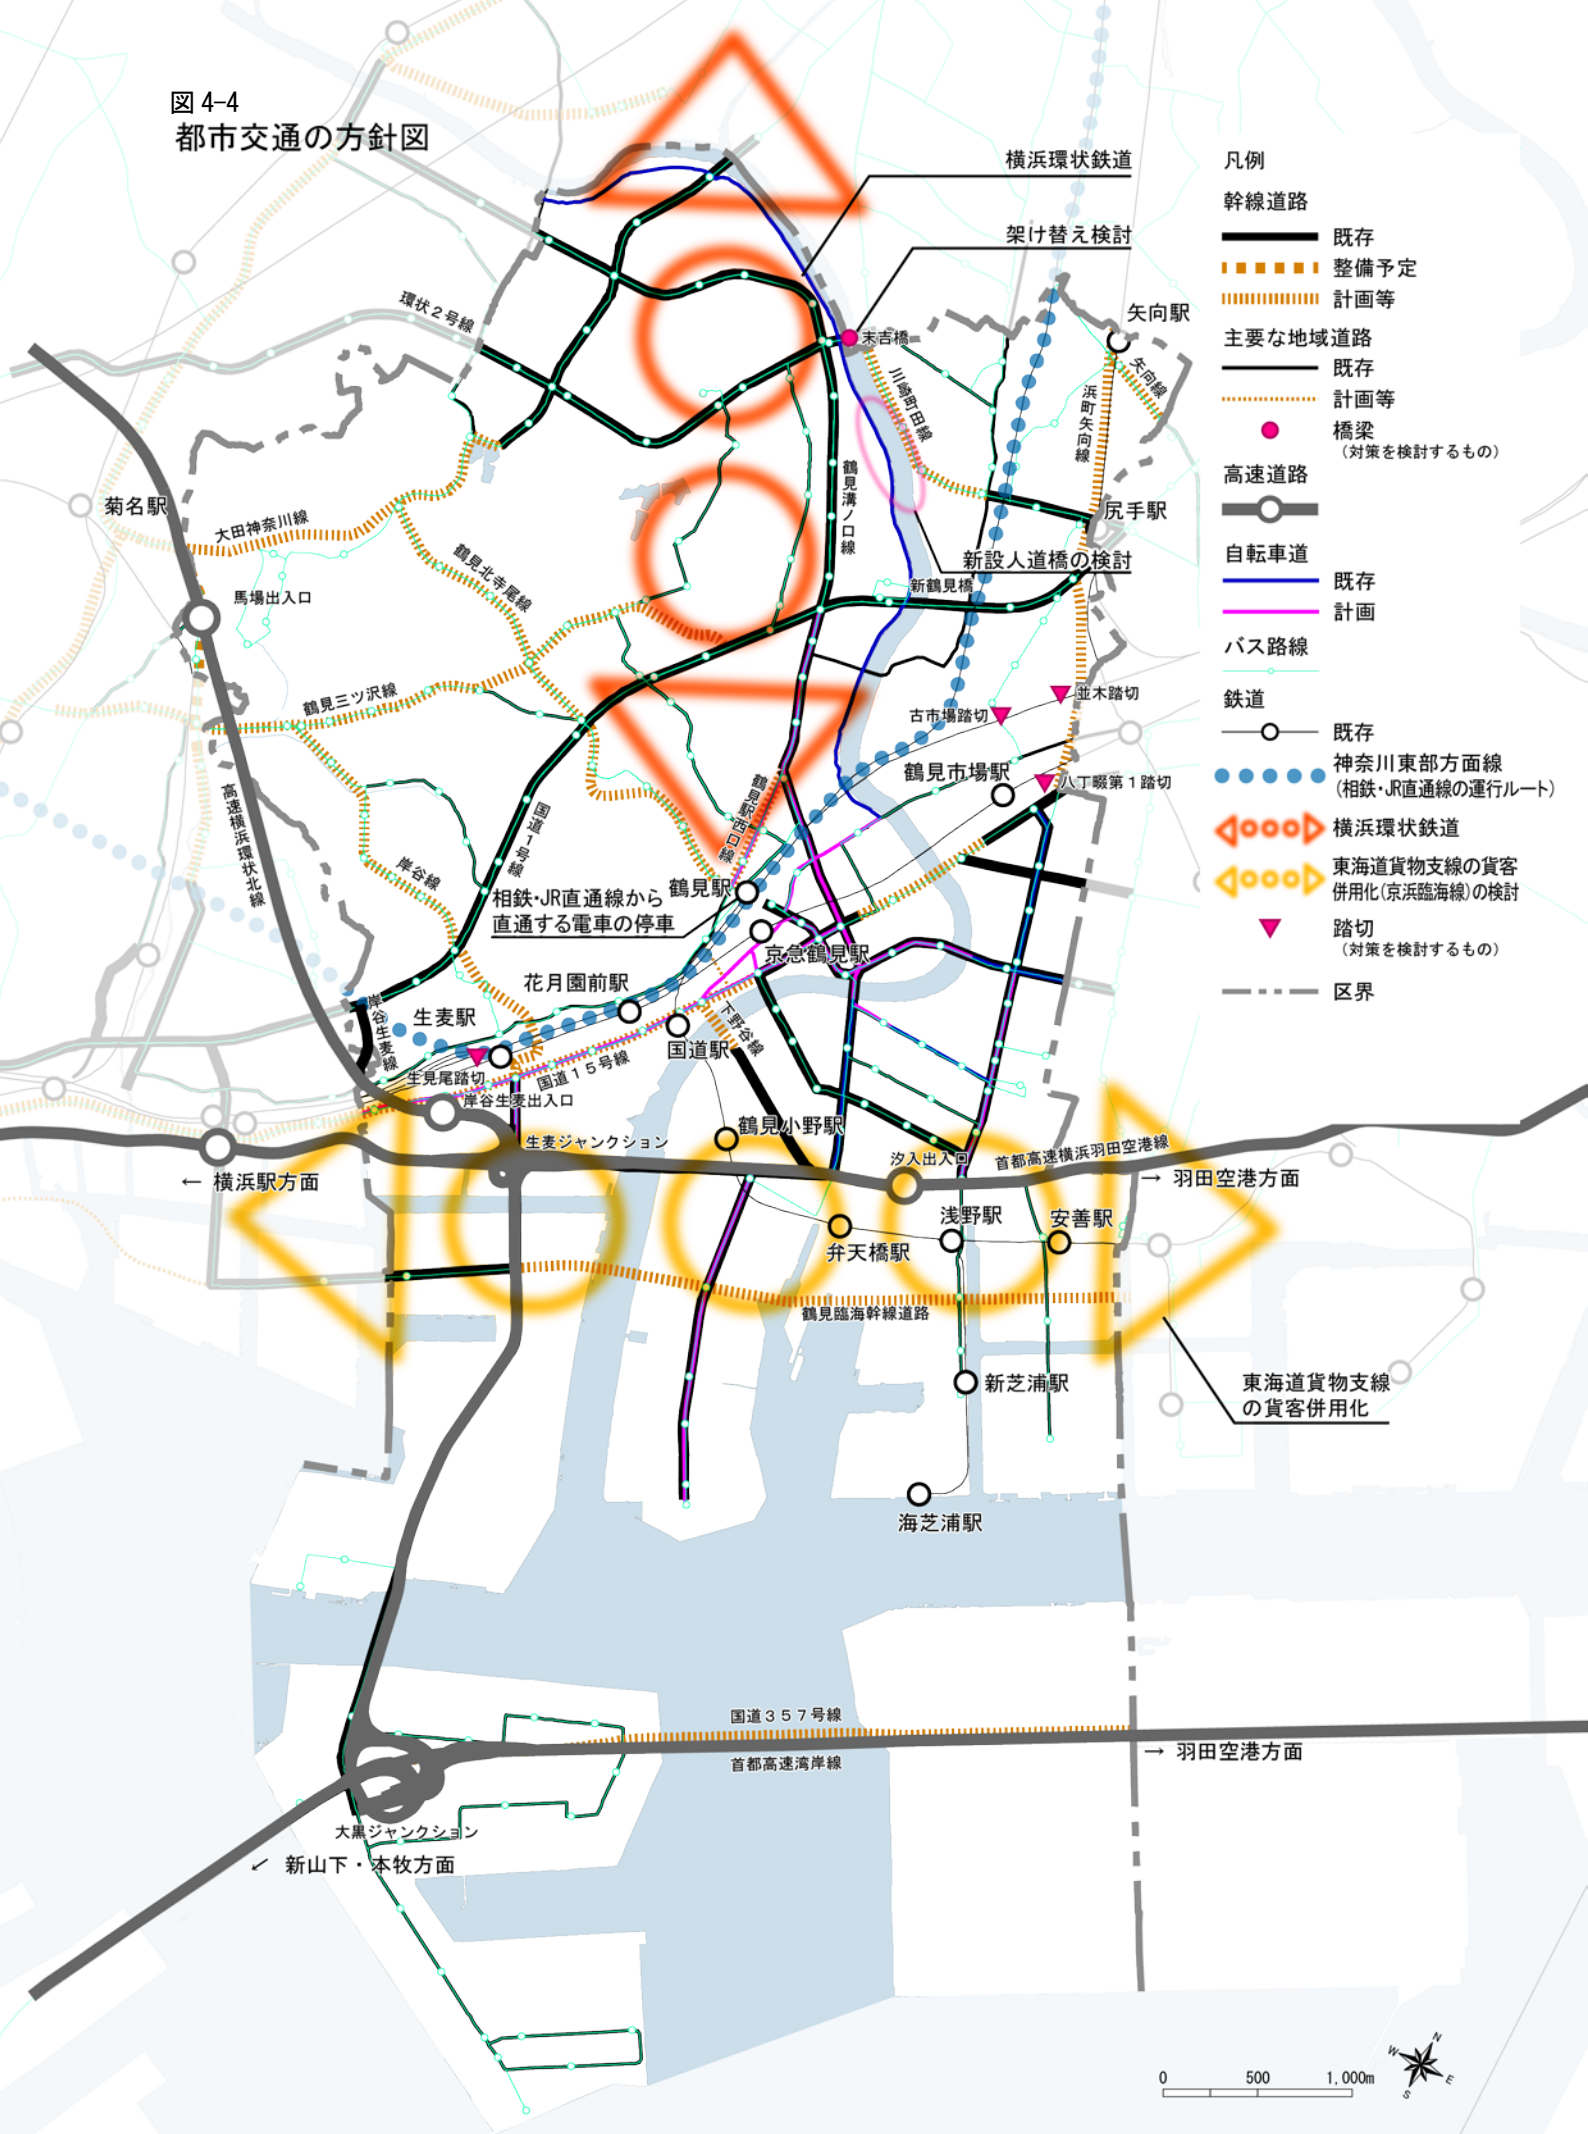 図 4-4
都市交通の方針図
横浜環状鉄道
架け替え検討
凡例
幹線道路
既存
整備予定
計画等
主要な地域道路
既存
計画等
橋梁
(対策を検討するもの)
高速道路
自転車道
既存
計画
バス路線
鉄道
既存
神奈川東部方面線
(相鉄・JR直通線の運行ルート)
横浜環状鉄道
東海道貨物支線の貨客
併用化(京浜臨海線)の検討
踏切
(対策を検討するもの)
区界
環状2号線
矢向駅
末吉橋
矢向線
川崎町田線
浜町矢向線
菊名駅
鶴見溝ノ口線
尻手駅
大田神奈川線
鶴見北寺尾線
新設人道橋の検討
新鶴見橋
馬場出入口
鶴見三ツ沢線
並木踏切
古市場踏切
鶴見市場駅
八丁畷第1踏切
高速横浜環状北線
国道1号線
鶴見駅西口線
岸谷線
相鉄・JR直通線から
直通する電車の停車
鶴見駅
京急鶴見駅
花月園前駅
岸谷生麦線
生麦駅
下野谷線
国道駅
国道15号線
生見尾踏切
岸谷生麦出入口
鶴見小野駅
生麦ジャンクション
汐入出入口
首都高速横浜羽田空港線
← 横浜駅方面
→ 羽田空港方面
浅野駅
安善駅
弁天橋駅
鶴見臨海幹線道路
新芝浦駅
東海道貨物支線
の貨客併用化
海芝浦駅
国道357号線
首都高速湾岸線
→ 羽田空港方面
大黒ジャンクション
↙ 新山下・本牧方面
N
W
E
S
0 500 1,000m